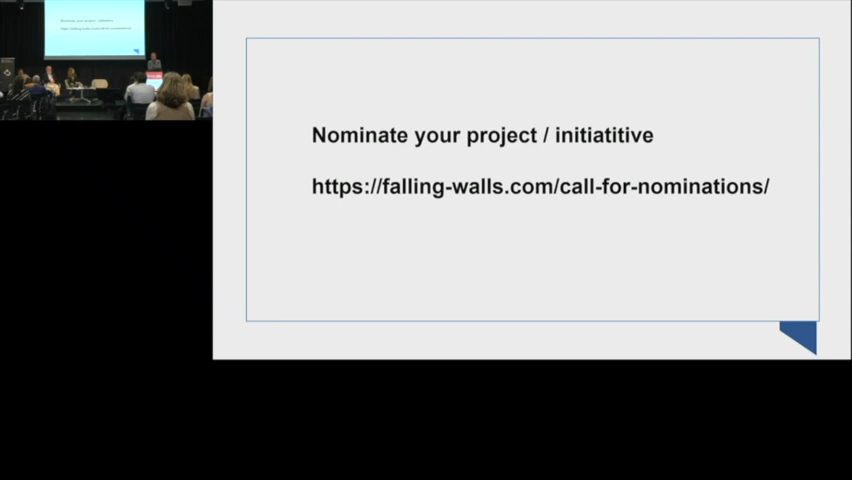 Nominate your project / initiatitive
https://falling-walls.com/call-for-nominations/